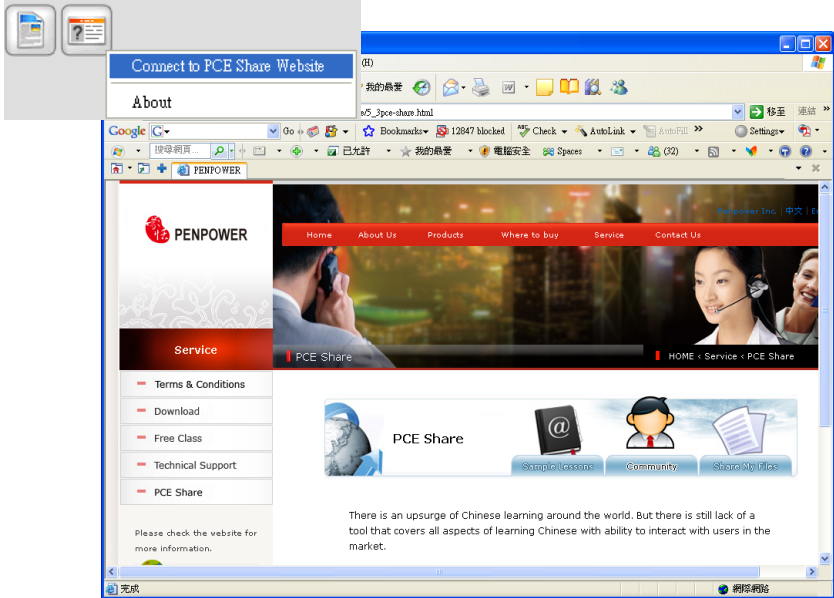 Connect to PCE Share Website
About
(H)
我的最愛
e/5_3pce-share.html
移至
連結 »
Google
G
Go
Bookmarks
12847 blocked
Check
AutoLink
AutoFill
»
Settings
搜尋網頁...
已允許
我的最愛
電腦安全
Spaces
(32)
PENPOWER
Penpower Inc. | 中文 | E
PENPOWER
Home
About Us
Products
Where to buy
Service
Contact Us
Service
PCE Share
HOME < Service < PCE Share
Terms & Conditions
Download
Free Class
Technical Support
PCE Share
Please check the website for
more information.
PCE Share
@
Sample Lessons
Community
Share My Files
There is an upsurge of Chinese learning around the world. But there is still lack of a
tool that covers all aspects of learning Chinese with ability to interact with users in the
market.
完成
網際網路